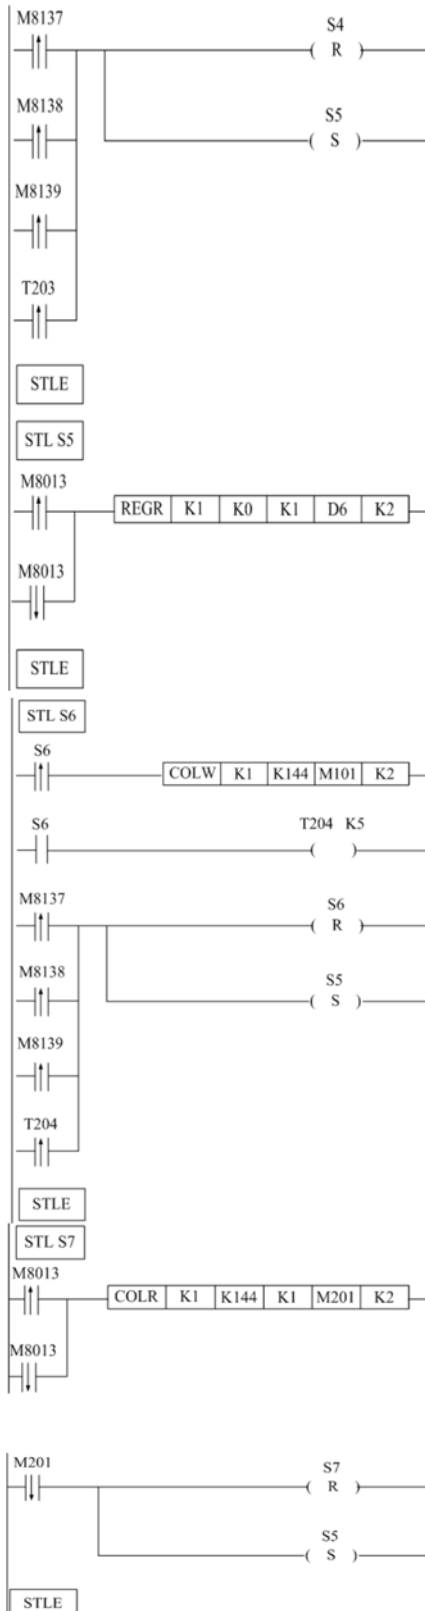 M8137
S4
( R )
M8138
S5
( S )
M8139
T203
STLE
STL S5
M8013
REGR K1 K0 K1 D6 K2
M8013
STLE
STL S6
S6
COLW K1 K144 M101 K2
S6
T204 K5
( )
M8137
S6
( R )
M8138
S5
( S )
M8139
T204
STLE
STL S7
M8013
COLR K1 K144 K1 M201 K2
M8013
M201
S7
( R )
S5
( S )
STLE